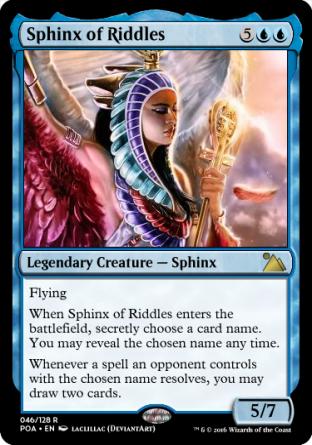 Sphinx of Riddles 5
Legendary Creature — Sphinx
Flying
When Sphinx of Riddles enters the
battlefield, secretly choose a card name.
You may reveal the chosen name any time.
Whenever a spell an opponent controls
with the chosen name resolves, you may
draw two cards.
5/7
046/128 R
POA • EN LACLILLAC (DEVIANTART)
™ & © 2016 Wizards of the Coast